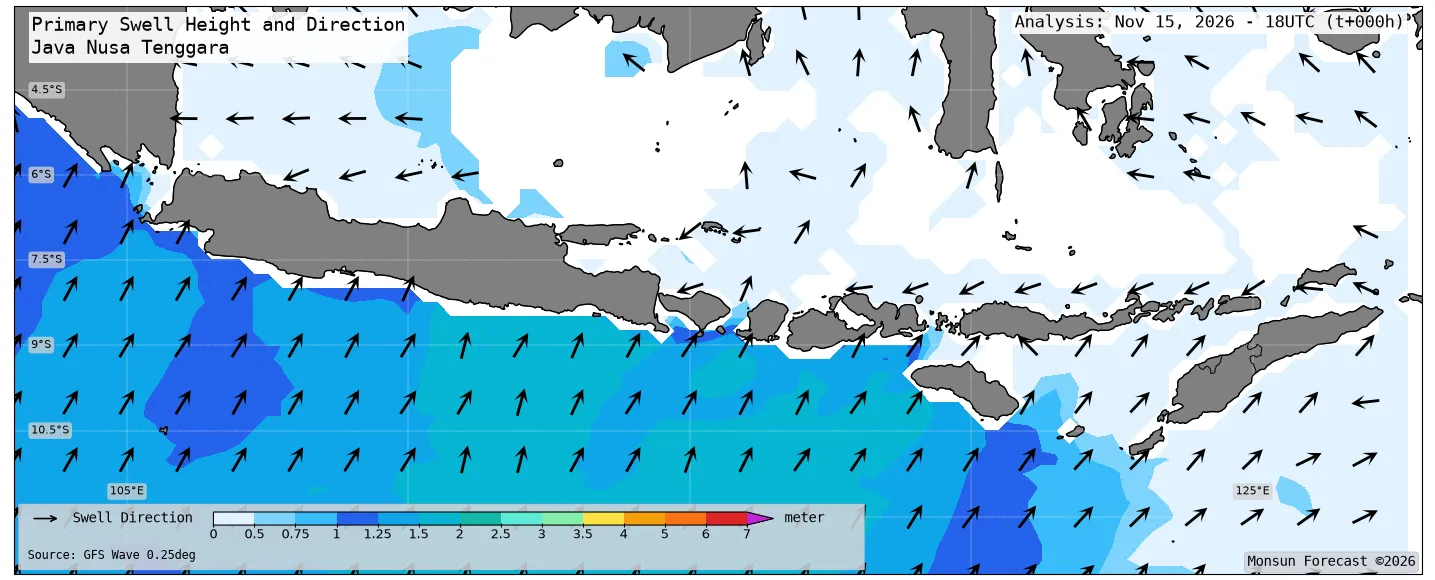 Primary Swell Height and Direction
Java Nusa Tenggara
Analysis: Nov 15, 2026 - 18UTC (t+000h)
4.5°S
6°S
7.5°S
9°S
10.5°S
105°E
125°E
Swell Direction
meter
0 0.5 0.75 1 1.25 1.5 2 2.5 3 3.5 4 5 6 7
Source: GFS Wave 0.25deg
Monsun Forecast ©2026